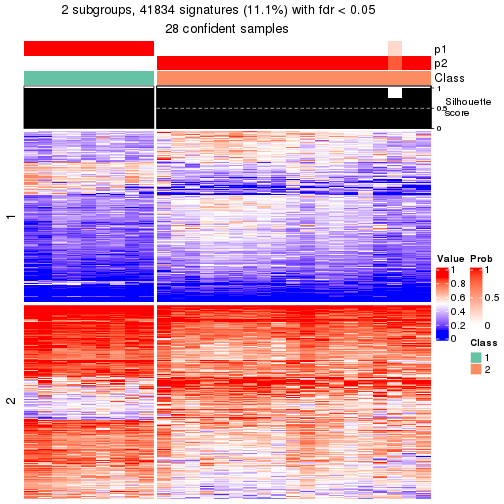 2 subgroups, 41834 signatures (11.1%) with fdr < 0.05
28 confident samples
p1
p2
Class
1
0.5
0
Silhouette
score
1
2
Value
1
0.8
0.6
0.4
0.2
0
Prob
1
0.5
0
Class
1
2